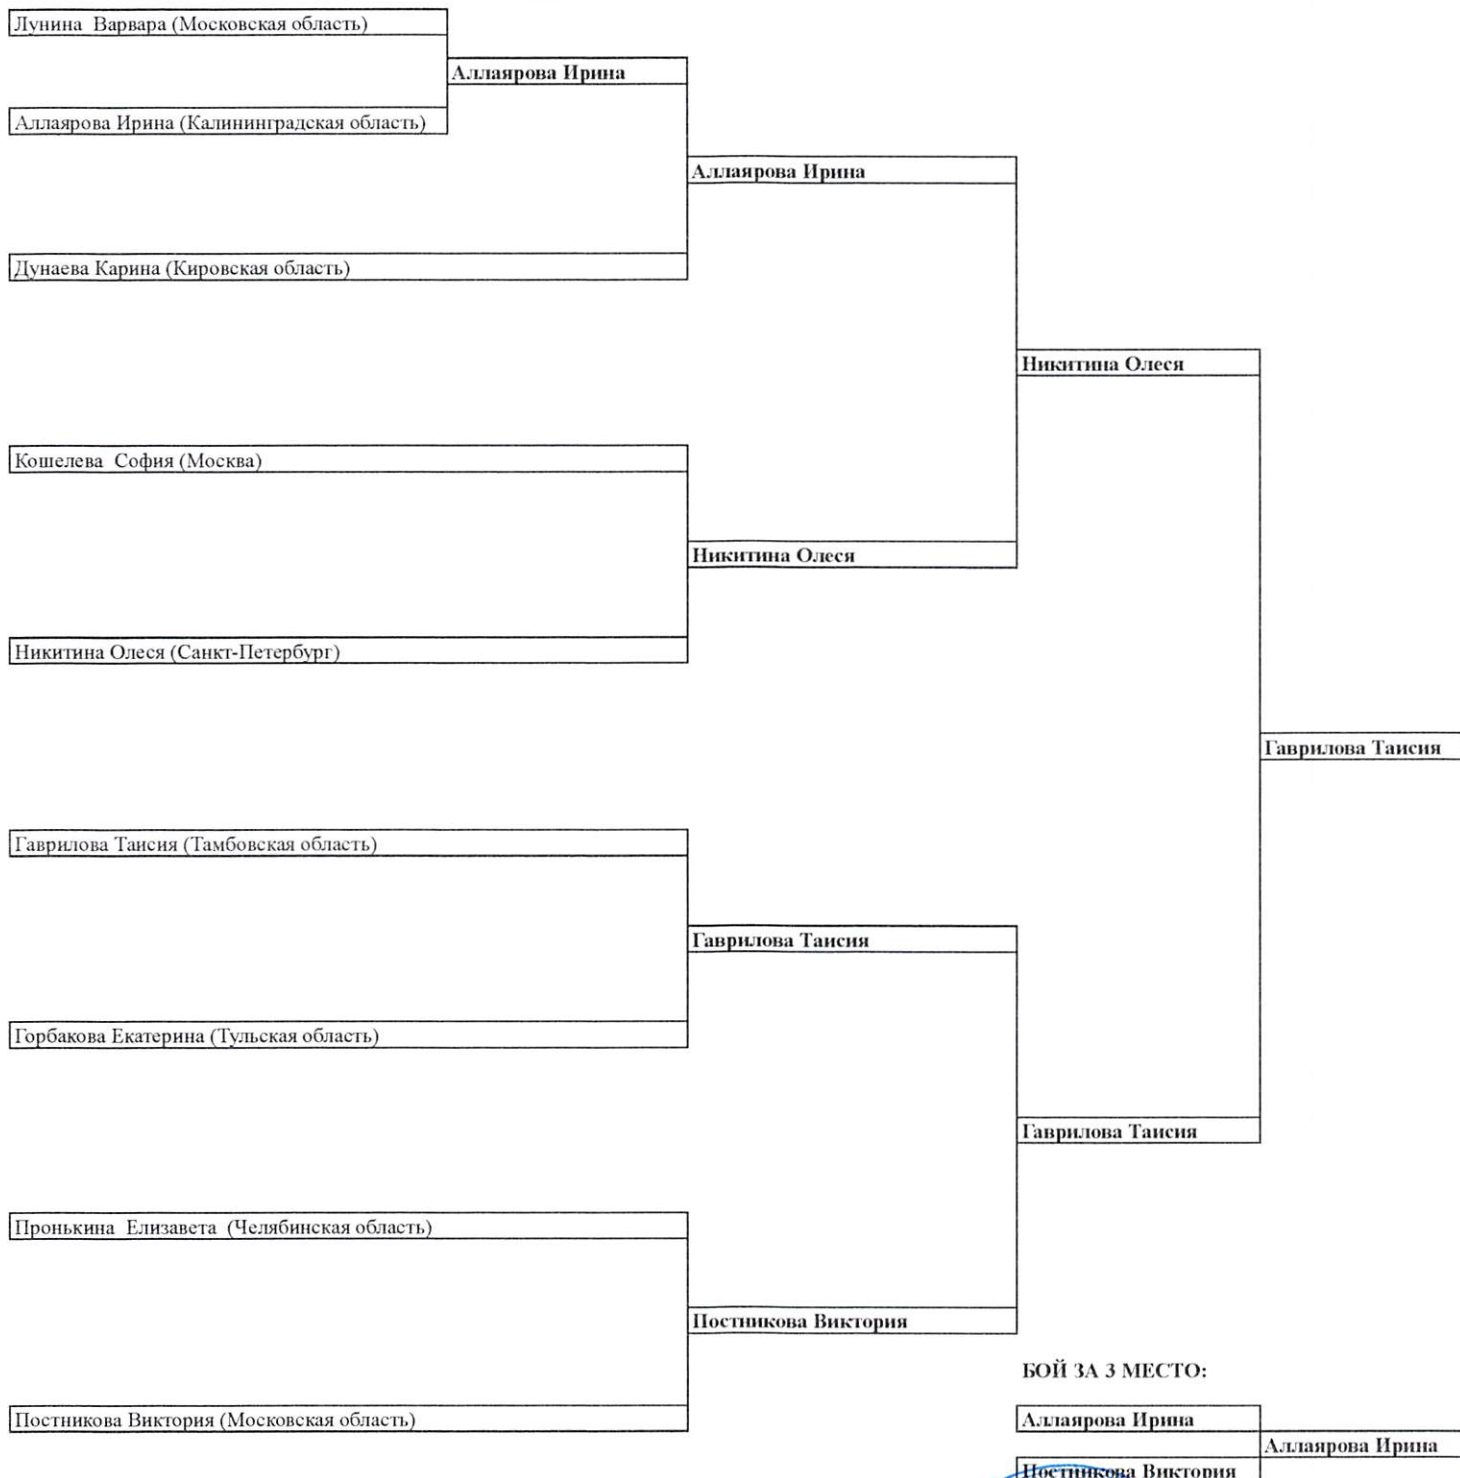 Лунина Варвара (Московская область)
Аллаярова Ирина
Аллаярова Ирина (Калининградская область)
Аллаярова Ирина
Дунаева Карина (Кировская область)
Никитина Олеся
Кошелева София (Москва)
Никитина Олеся
Никитина Олеся (Санкт-Петербург)
Гаврилова Таисия
Гаврилова Таисия (Тамбовская область)
Гаврилова Таисия
Горбакова Екатерина (Тульская область)
Гаврилова Таисия
Пронькина Елизавета (Челябинская область)
Постникова Виктория
БОЙ ЗА 3 МЕСТО:
Постникова Виктория (Московская область)
Аллаярова Ирина
Аллаярова Ирина
Постникова Виктория